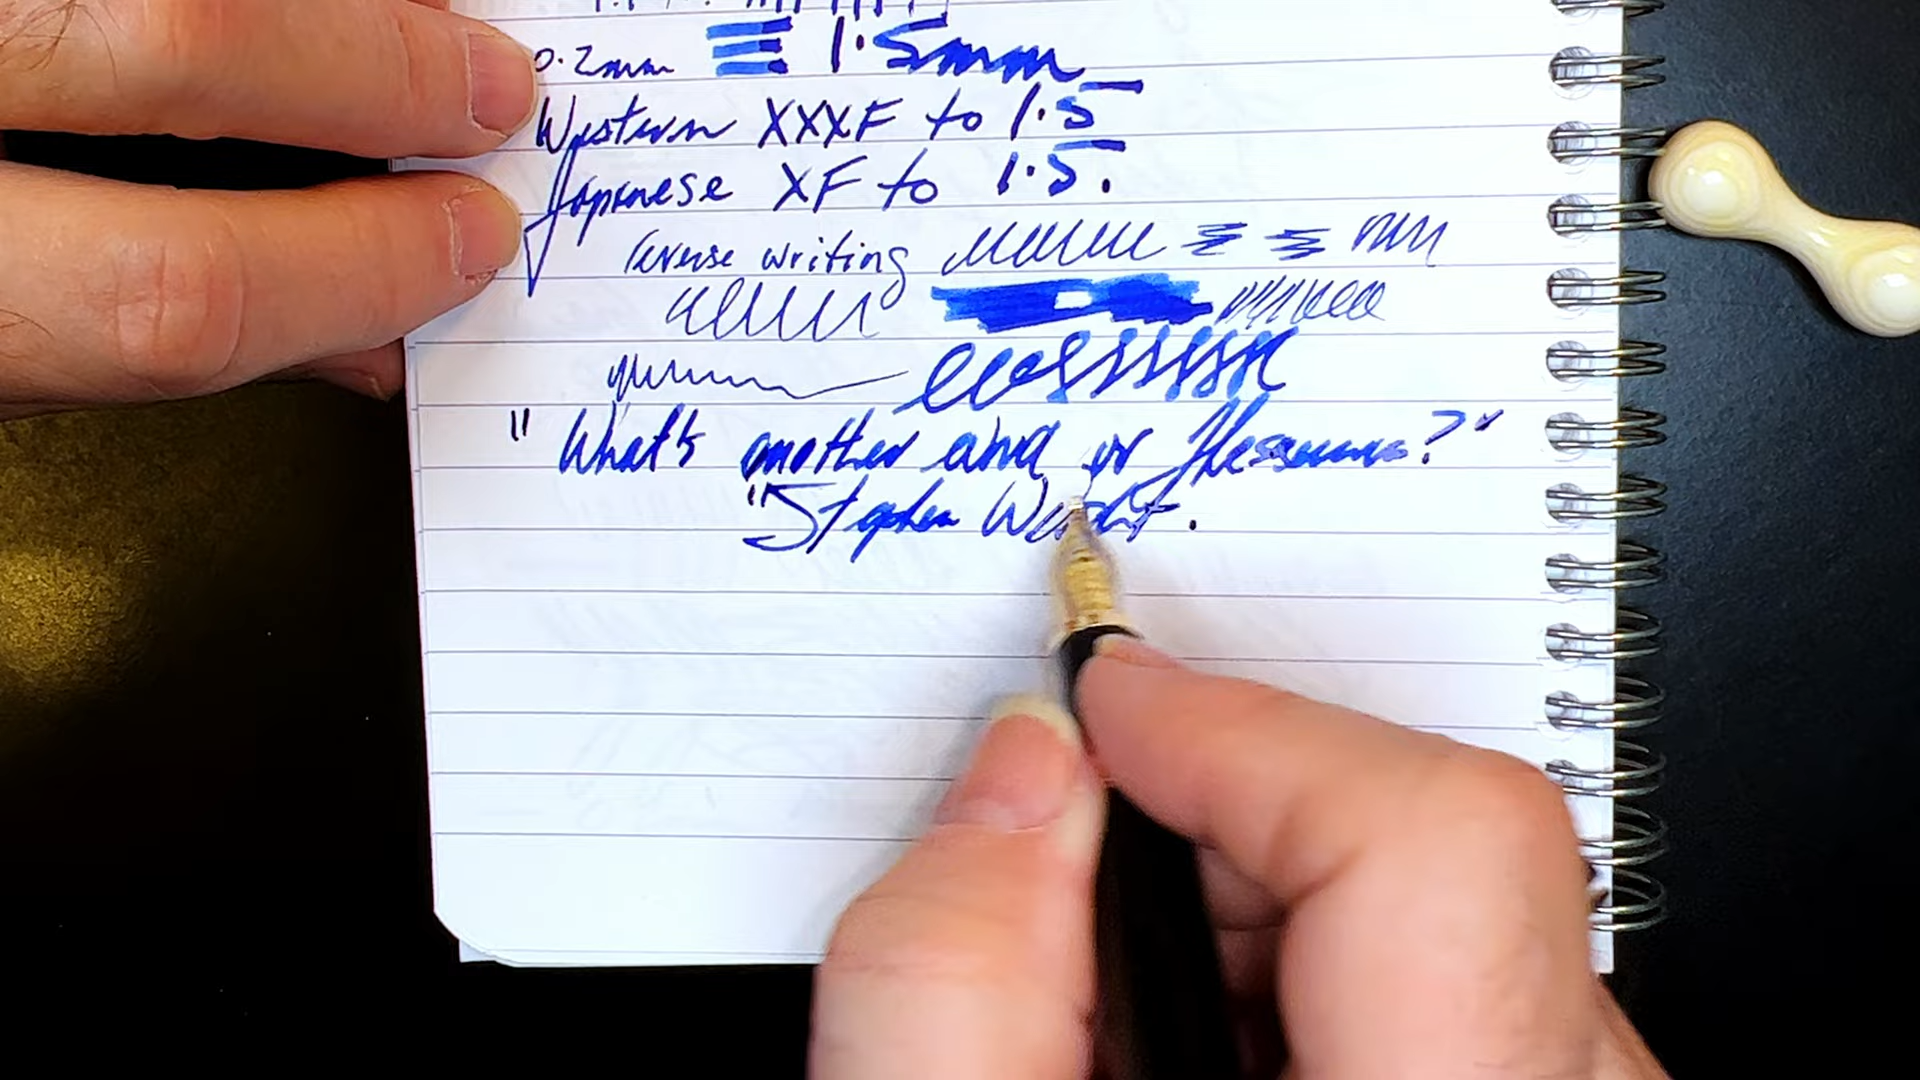 0.2mm 1.5mm
Western XXXF to 1.5
Japanese XF to 1.5.
reverse writing
"What's another word or Thesaurus?"
"Stephen Wright.